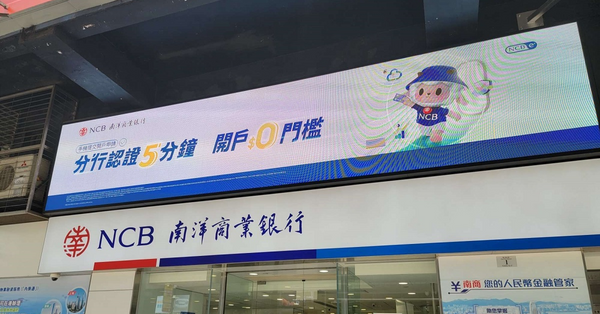 NCB e
NCB 南洋商業銀行
分行認證5分鐘 開戶$0門檻
NCB
NCB 南洋商業銀行
1
¥ 南商 您的人民幣金融管家